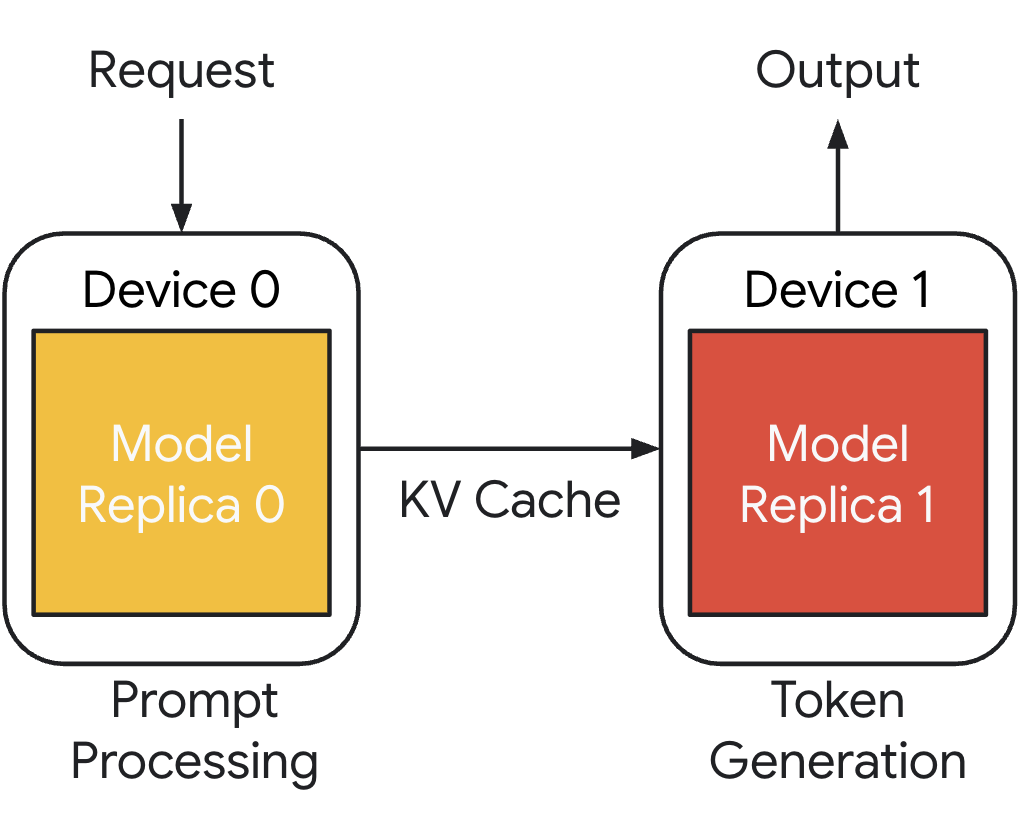 Request
Output
Device 0
Device 1
Model
Replica 0
KV Cache
Model
Replica 1
Prompt
Processing
Token
Generation